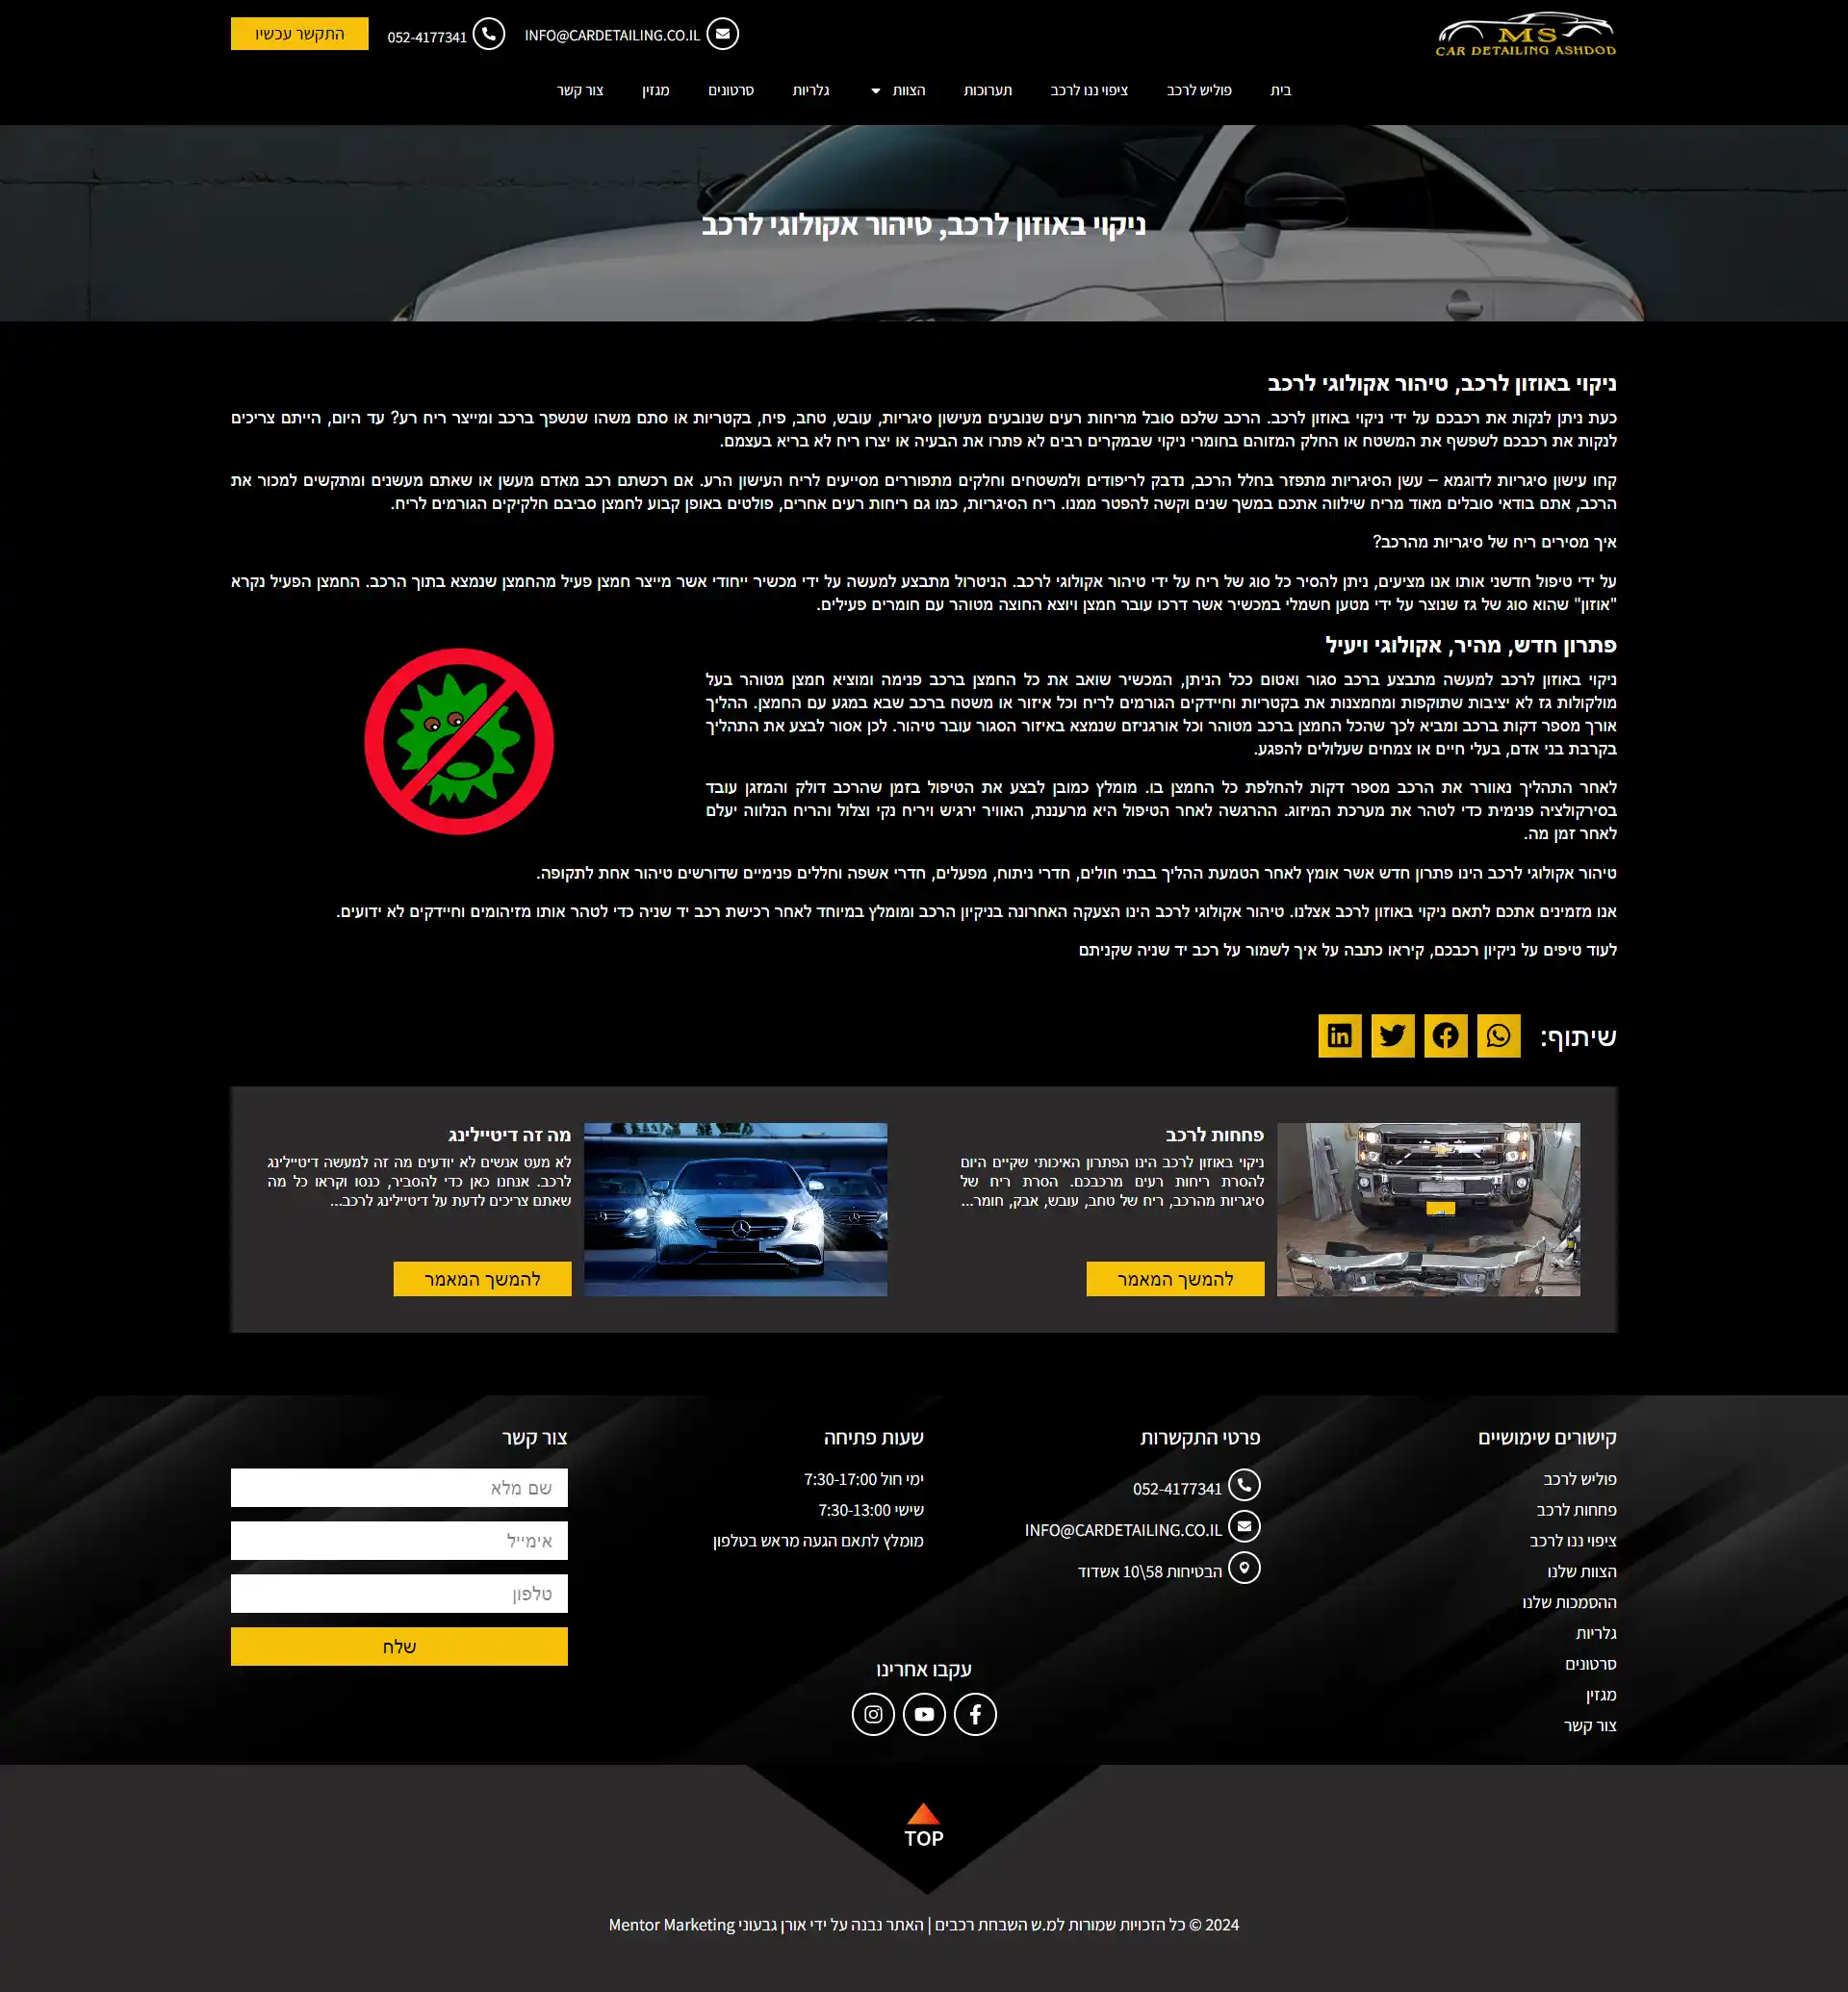 MS
CAR DETAILING ASHDOD
INFO@CARDETAILING.CO.IL
052-4177341
התקשר עכשיו
בית
פוליש לרכב
ציפוי ננו לרכב
תערוכות
הצוות
גלריות
סרטונים
מגזין
צור קשר
ניקוי באוזון לרכב, טיהור אקולוגי לרכב
ניקוי באוזון לרכב, טיהור אקולוגי לרכב
כעת ניתן לנקות את רכבכם על ידי ניקוי באוזון לרכב. הרכב שלכם סובל מריחות רעים שנובעים מעישון סיגריות, עובש, טחב, פיח, בקטריות או סתם משהו שנשפך ברכב ומייצר ריח רע? עד היום, הייתם צריכים
לנקות את רכבכם לשפשף את המשטח או החלק המזוהם בחומרי ניקוי שבמקרים רבים לא פתרו את הבעיה או יצרו ריח לא בריא בעצמם.
קחו עישון סיגריות לדוגמא – עשן הסיגריות מתפזר בחלל הרכב, נדבק לריפודים ולמשטחים וחלקים מתפוררים מסייעים לריח העישון הרע. אם רכשתם רכב מאדם מעשן או שאתם מעשנים ומתקשים למכור את
הרכב, אתם בודאי סובלים מאוד מריח שילווה אתכם במשך שנים וקשה להפטר ממנו. ריח הסיגריות, כמו גם ריחות רעים אחרים, פולטים באופן קבוע לחמצן סביבם חלקיקים הגורמים לריח.
איך מסירים ריח של סיגריות מהרכב?
על ידי טיפול חדשני אותו אנו מציעים, ניתן להסיר כל סוג של ריח על ידי טיהור אקולוגי לרכב. הניטרול מתבצע למעשה על ידי מכשיר ייחודי אשר מייצר חמצן פעיל מהחמצן שנמצא בתוך הרכב. החמצן הפעיל נקרא
"אוזון" שהוא סוג של גז שנוצר על ידי מטען חשמלי במכשיר אשר דרכו עובר חמצן ויוצא החוצה מטוהר עם חומרים פעילים.
פתרון חדש, מהיר, אקולוגי ויעיל
ניקוי באוזון לרכב למעשה מתבצע ברכב סגור ואטום ככל הניתן, המכשיר שואב את כל החמצן ברכב פנימה ומוציא חמצן מטוהר בעל
מולקולות גז לא יציבות שתוקפות ומחמצנות את בקטריות וחיידקים הגורמים לריח וכל איזור או משטח ברכב שבא במגע עם החמצן. ההליך
אורך מספר דקות ברכב ומביא לכך שהכל החמצן ברכב מטוהר וכל אורגניזם שנמצא באיזור הסגור עובר טיהור. לכן אסור לבצע את התהליך
בקרבת בני אדם, בעלי חיים או צמחים שעלולים להפגע.
לאחר התהליך נאוורר את הרכב מספר דקות להחלפת כל החמצן בו. מומלץ כמובן לבצע את הטיפול בזמן שהרכב דולק והמזגן עובד
בסירקולציה פנימית כדי לטהר את מערכת המיזוג. ההרגשה לאחר הטיפול היא מרעננת, האוויר ירגיש ויריח נקי וצלול והריח הנלווה יעלם
לאחר זמן מה.
טיהור אקולוגי לרכב הינו פתרון חדש אשר אומץ לאחר הטמעת ההליך בבתי חולים, חדרי ניתוח, מפעלים, חדרי אשפה וחללים פנימיים שדורשים טיהור אחת לתקופה.
אנו מזמינים אתכם לתאם ניקוי באוזון לרכב אצלנו. טיהור אקולוגי לרכב הינו הצעקה האחרונה בניקיון הרכב ומומלץ במיוחד לאחר רכישת רכב יד שניה כדי לטהר אותו מזיהומים וחיידקים לא ידועים.
לעוד טיפים על ניקיון רכבכם, קיראו כתבה על איך לשמור על רכב יד שניה שקניתם
שיתוף:
פחחות לרכב
ניקוי באוזון לרכב הינו הפתרון האיכותי שקיים היום
להסרת ריחות רעים מרכבכם. הסרת ריח של
סיגריות מהרכב, ריח של טחב, עובש, אבק, חומר...
להמשך המאמר
מה זה דיטיילינג
לא מעט אנשים לא יודעים מה זה למעשה דיטיילינג
לרכב. אנחנו כאן כדי להסביר, כנסו וקראו כל מה
שאתם צריכים לדעת על דיטיילינג לרכב...
להמשך המאמר
קישורים שימושיים
פוליש לרכב
פחחות לרכב
ציפוי ננו לרכב
הצוות שלנו
ההסמכות שלנו
גלריות
סרטונים
מגזין
צור קשר
פרטי התקשרות
052-4177341
INFO@CARDETAILING.CO.IL
הבטיחות 58\10 אשדוד
שעות פתיחה
ימי חול 7:30-17:00
שישי 7:30-13:00
מומלץ לתאם הגעה מראש בטלפון
עקבו אחרינו
צור קשר
שם מלא
אימייל
טלפון
שלח
TOP
2024 © כל הזכויות שמורות למ.ש השבחת רכבים | האתר נבנה על ידי אורן גבעוני Mentor Marketing